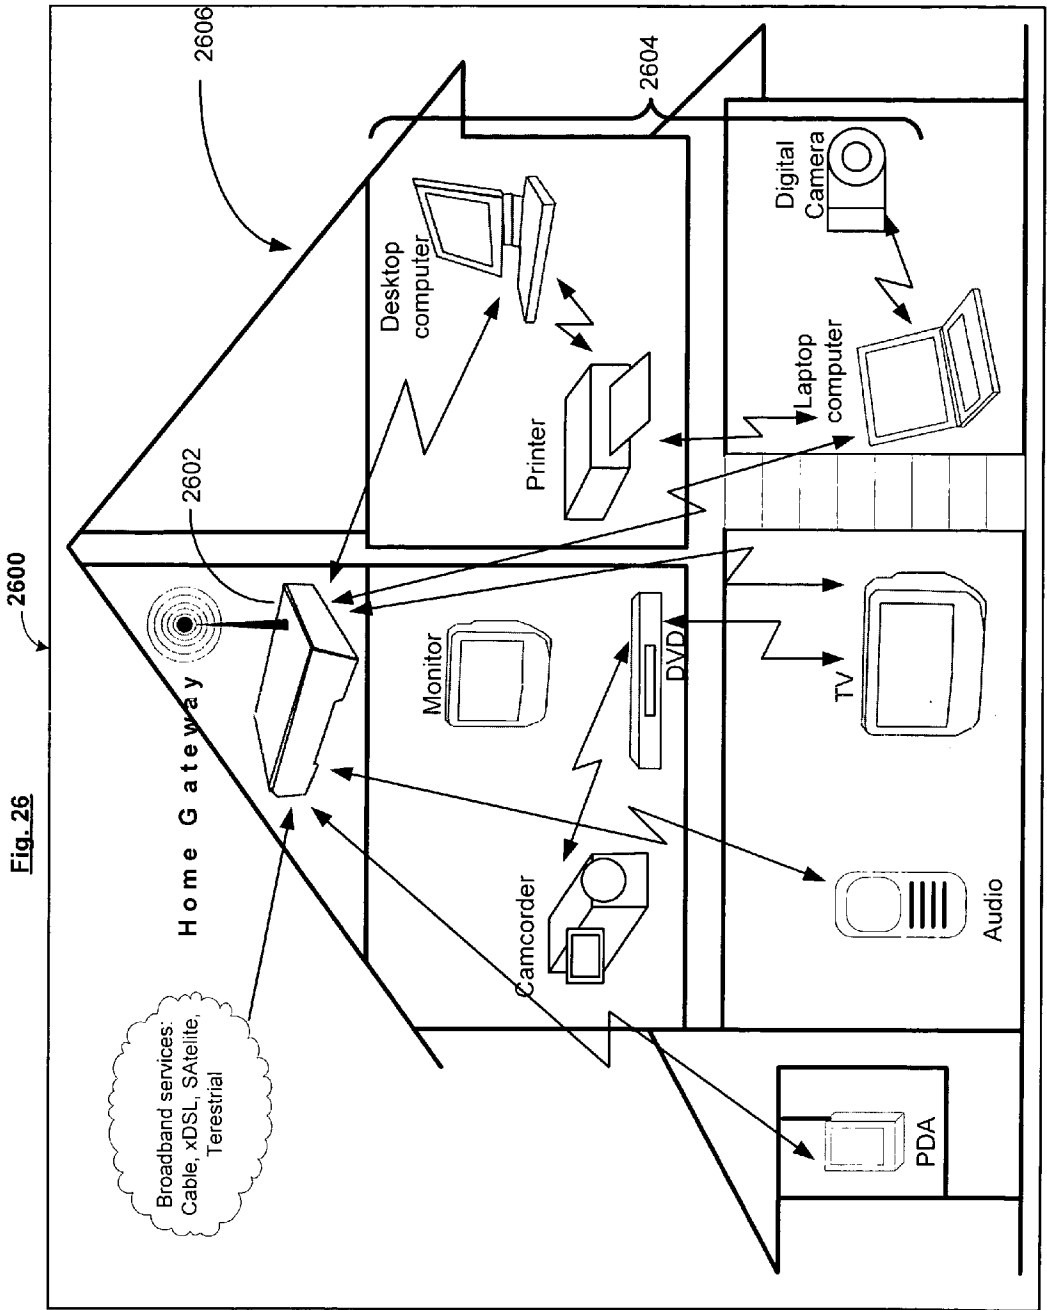 Fig. 26
2600
2606
2602
2604
Home Gateway
Broadband services:
Cable, xDSL, SAtelite,
Terestrial
Desktop
computer
Printer
Monitor
DVD
Camcorder
Digital
Camera
Laptop
computer
TV
Audio
PDA